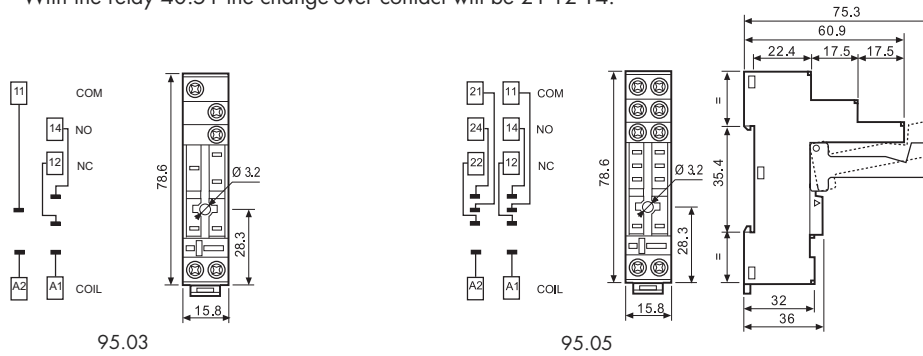 With the relay 40.51 the change-over contact will be 21-12-14.
75.3
60.9
22.4 17.5 17.5
11 COM
14 NO
12 NC
A2 A1 COIL
78.6
Ø 3.2
28.3
15.8
95.03
21 11 COM
24 14 NO
22 12 NC
A2 A1 COIL
78.6
Ø 3.2
28.3
15.8
95.05
=
35.4
=
32
36